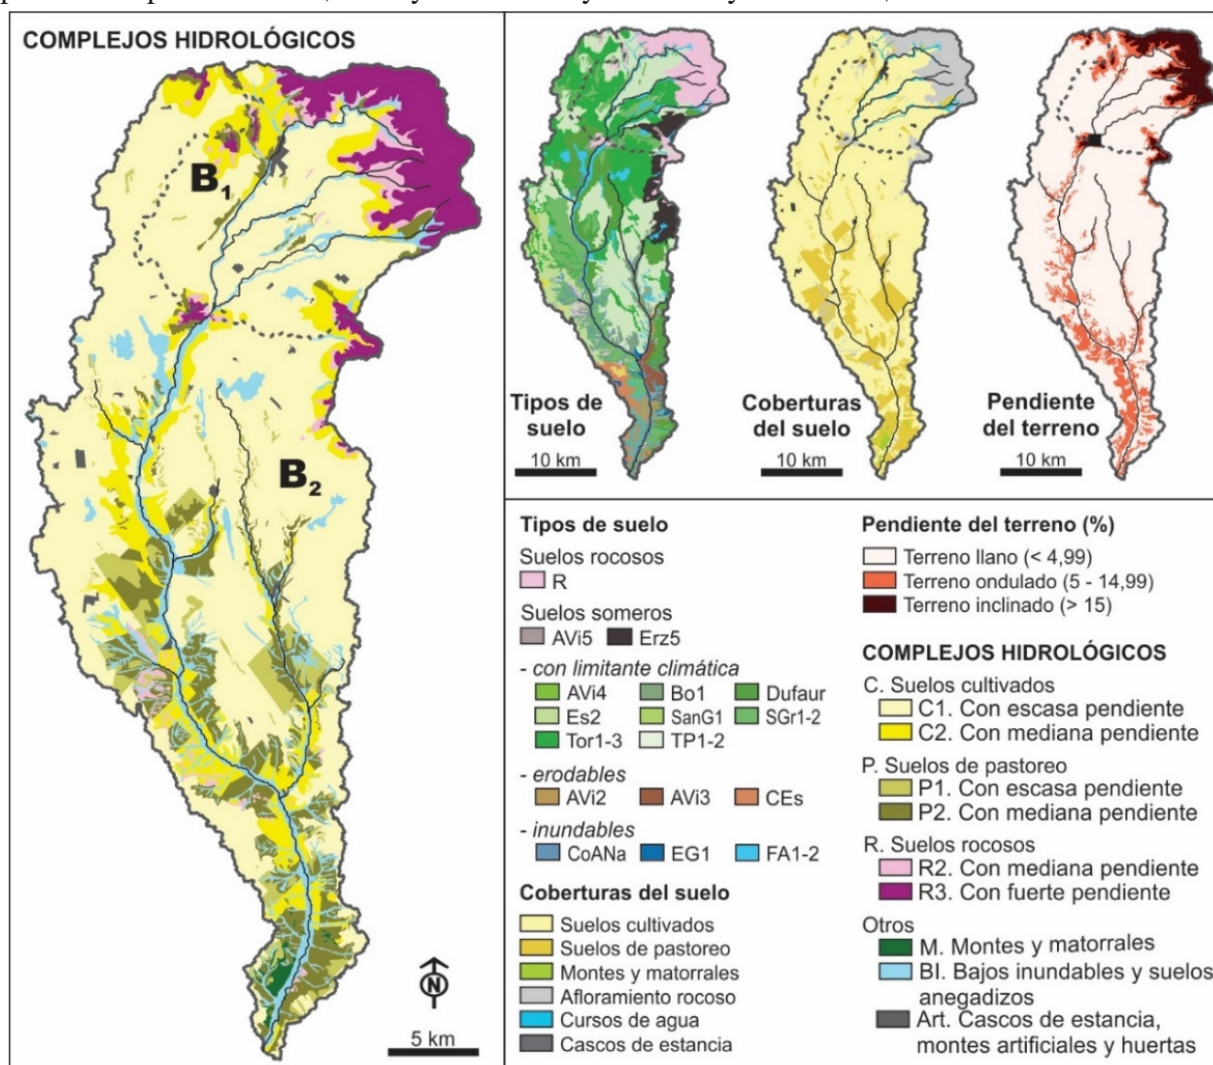 COMPLEJOS HIDROLÓGICOS
B1
B2
N
5 km
Tipos de
suelo
10 km
Coberturas
del suelo
10 km
Pendiente
del terreno
10 km
Tipos de suelo
Suelos rocosos
R
Suelos someros
AVi5 Erz5
- con limitante climática
AVi4 Bo1 Dufaur
Es2 SanG1 SGr1-2
Tor1-3 TP1-2
- erodables
AVi2 AVi3 CEs
- inundables
CoANa EG1 FA1-2
Coberturas del suelo
Suelos cultivados
Suelos de pastoreo
Montes y matorrales
Afloramiento rocoso
Cursos de agua
Cascos de estancia
Pendiente del terreno (%)
Terreno llano (< 4,99)
Terreno ondulado (5 - 14,99)
Terreno inclinado (> 15)
COMPLEJOS HIDROLÓGICOS
C. Suelos cultivados
C1. Con escasa pendiente
C2. Con mediana pendiente
P. Suelos de pastoreo
P1. Con escasa pendiente
P2. Con mediana pendiente
R. Suelos rocosos
R2. Con mediana pendiente
R3. Con fuerte pendiente
Otros
M. Montes y matorrales
BI. Bajos inundables y suelos
anegadizos
Art. Cascos de estancia,
montes artificiales y huertas